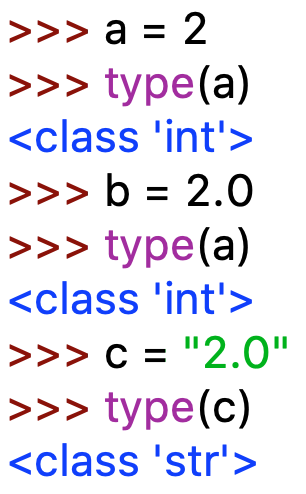 >>> a = 2
>>> type(a)
<class 'int'>
>>> b = 2.0
>>> type(a)
<class 'int'>
>>> c = "2.0"
>>> type(c)
<class 'str'>